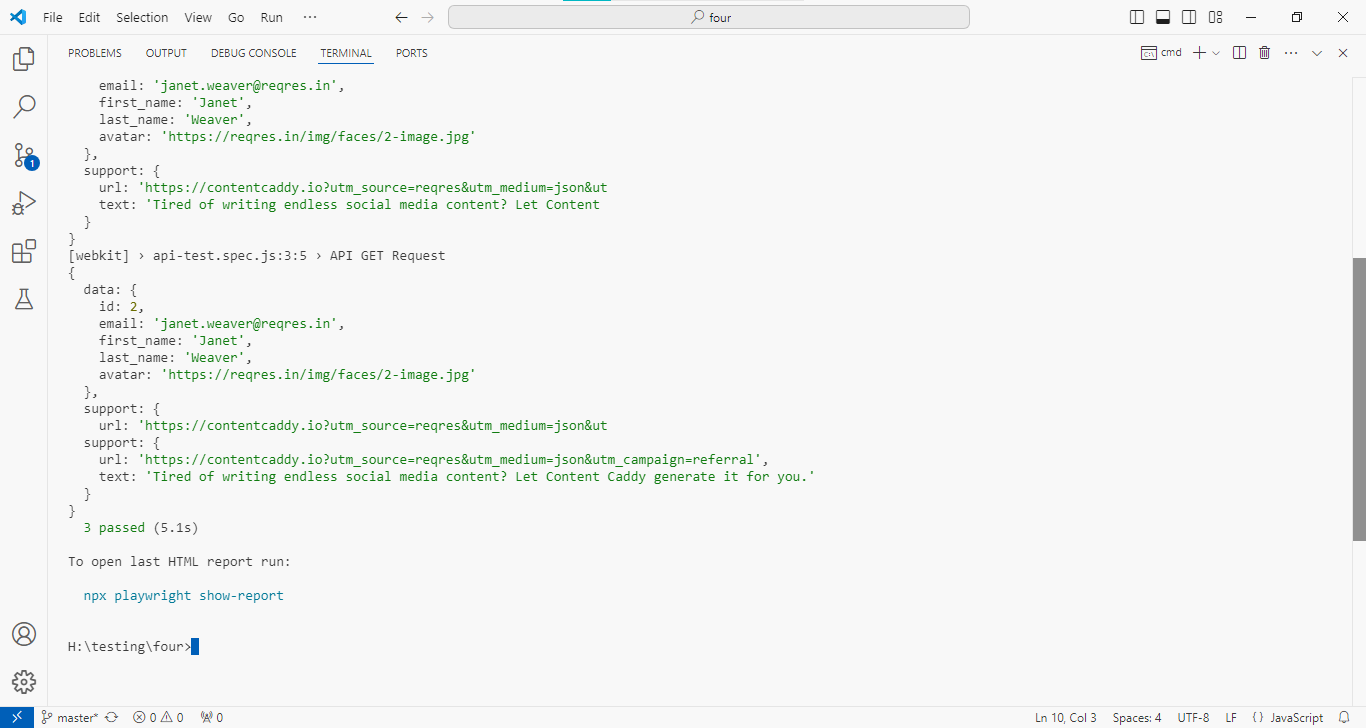 File Edit Selection View Go Run ···
four
PROBLEMS OUTPUT DEBUG CONSOLE TERMINAL PORTS
cmd
email: 'janet.weaver@reqres.in',
first_name: 'Janet',
last_name: 'Weaver',
avatar: 'https://reqres.in/img/faces/2-image.jpg'
},
support: {
url: 'https://contentcaddy.io?utm_source=reqres&utm_medium=json&ut
text: 'Tired of writing endless social media content? Let Content
}
}
[webkit] › api-test.spec.js:3:5 › API GET Request
{
data: {
id: 2,
email: 'janet.weaver@reqres.in',
first_name: 'Janet',
last_name: 'Weaver',
avatar: 'https://reqres.in/img/faces/2-image.jpg'
},
support: {
url: 'https://contentcaddy.io?utm_source=reqres&utm_medium=json&ut
support: {
url: 'https://contentcaddy.io?utm_source=reqres&utm_medium=json&utm_campaign=referral',
text: 'Tired of writing endless social media content? Let Content Caddy generate it for you.'
}
}
3 passed (5.1s)
To open last HTML report run:
npx playwright show-report
H:\testing\four>
1
master* 0 0 0 Ln 10, Col 3 Spaces: 4 UTF-8 LF {} JavaScript